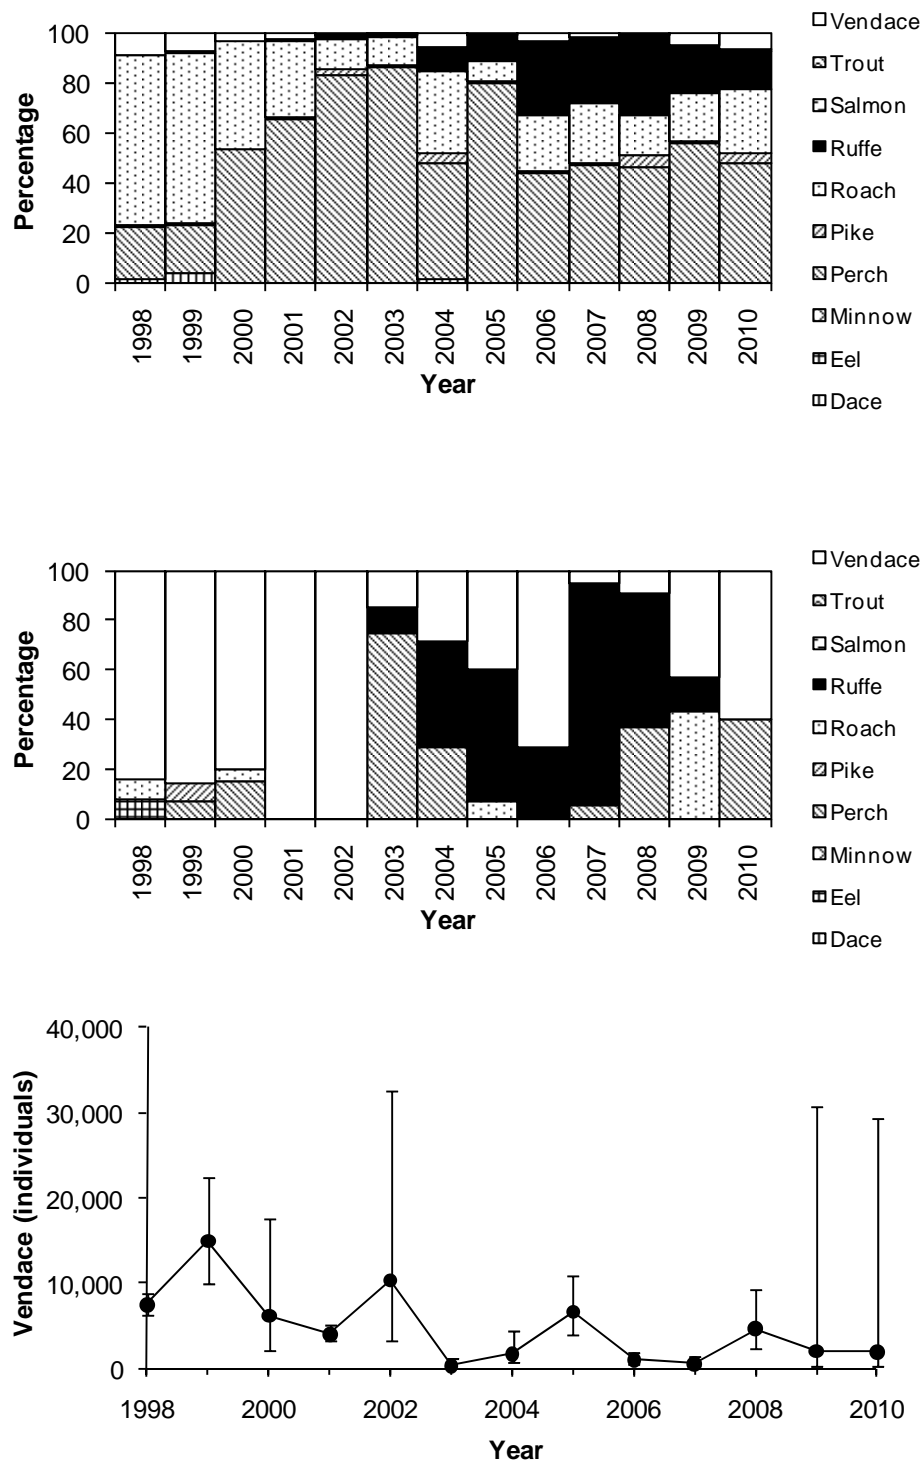 100
80
60
40
20
0
Percentage
1998
1999
2000
2001
2002
2003
2004
2005
2006
2007
2008
2009
2010
Year
Vendace
Trout
Salmon
Ruffe
Roach
Pike
Perch
Minnow
Eel
Dace
100
80
60
40
20
0
Percentage
1998
1999
2000
2001
2002
2003
2004
2005
2006
2007
2008
2009
2010
Year
Vendace
Trout
Salmon
Ruffe
Roach
Pike
Perch
Minnow
Eel
Dace
40,000
30,000
20,000
10,000
0
Vendace (individuals)
1998 2000 2002 2004 2006 2008 2010
Year